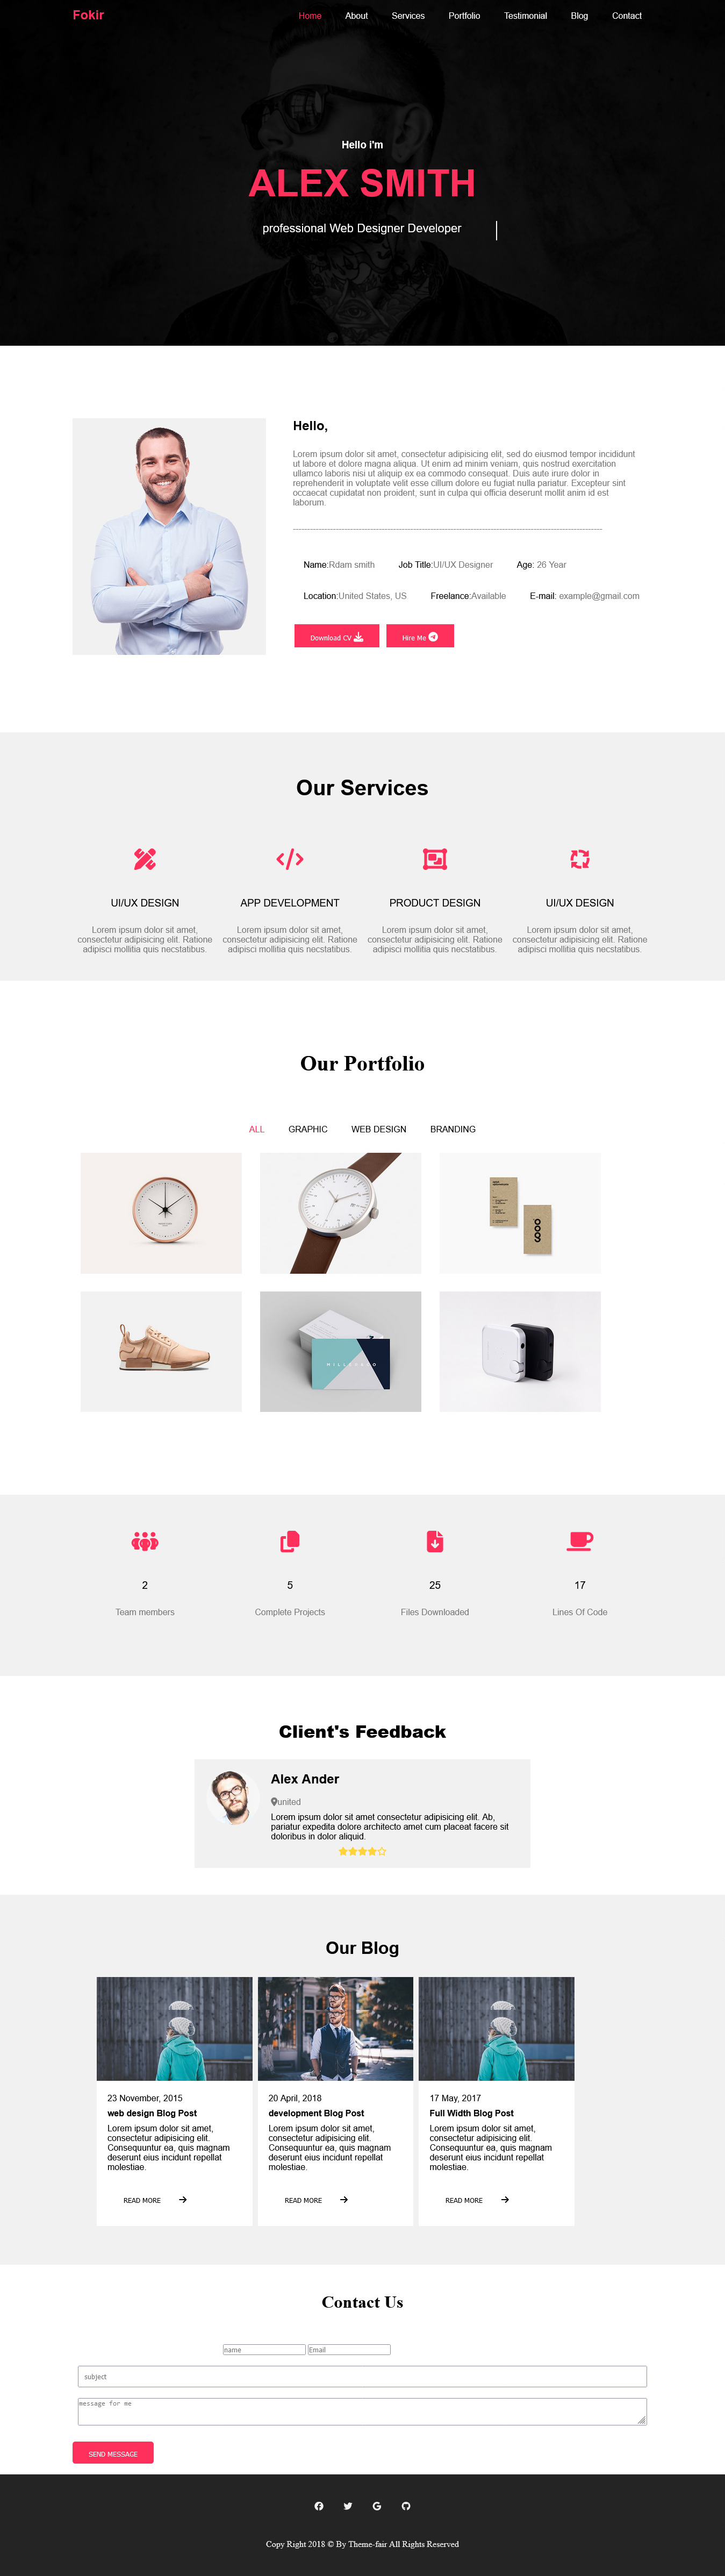 Fokir
Home About Services Portfolio Testimonial Blog Contact
Hello i'm
ALEX SMITH
professional Web Designer Developer
Hello,
Lorem ipsum dolor sit amet, consectetur adipisicing elit, sed do eiusmod tempor incididunt
ut labore et dolore magna aliqua. Ut enim ad minim veniam, quis nostrud exercitation
ullamco laboris nisi ut aliquip ex ea commodo consequat. Duis aute irure dolor in
reprehenderit in voluptate velit esse cillum dolore eu fugiat nulla pariatur. Excepteur sint
occaecat cupidatat non proident, sunt in culpa qui officia deserunt mollit anim id est
laborum.
Name:Rdam smith Job Title:UI/UX Designer Age: 26 Year
Location:United States, US Freelance:Available E-mail: example@gmail.com
Download CV Hire Me
Our Services
UI/UX DESIGN APP DEVELOPMENT PRODUCT DESIGN UI/UX DESIGN
Lorem ipsum dolor sit amet, Lorem ipsum dolor sit amet, Lorem ipsum dolor sit amet, Lorem ipsum dolor sit amet,
consectetur adipisicing elit. Ratione consectetur adipisicing elit. Ratione consectetur adipisicing elit. Ratione consectetur adipisicing elit. Ratione
adipisci mollitia quis necstatibus. adipisci mollitia quis necstatibus. adipisci mollitia quis necstatibus. adipisci mollitia quis necstatibus.
Our Portfolio
ALL GRAPHIC WEB DESIGN BRANDING
2 5 25 17
Team members Complete Projects Files Downloaded Lines Of Code
Client's Feedback
Alex Ander
united
Lorem ipsum dolor sit amet consectetur adipisicing elit. Ab,
pariatur expedita dolore architecto amet cum placeat facere sit
doloribus in dolor aliquid.
Our Blog
23 November, 2015
web design Blog Post
Lorem ipsum dolor sit amet,
consectetur adipisicing elit.
Consequuntur ea, quis magnam
deserunt eius incidunt repellat
molestiae.
READ MORE
20 April, 2018
development Blog Post
Lorem ipsum dolor sit amet,
consectetur adipisicing elit.
Consequuntur ea, quis magnam
deserunt eius incidunt repellat
molestiae.
READ MORE
17 May, 2017
Full Width Blog Post
Lorem ipsum dolor sit amet,
consectetur adipisicing elit.
Consequuntur ea, quis magnam
deserunt eius incidunt repellat
molestiae.
READ MORE
Contact Us
name Email
subject
message for me
SEND MESSAGE
Copy Right 2018 © By Theme-fair All Rights Reserved